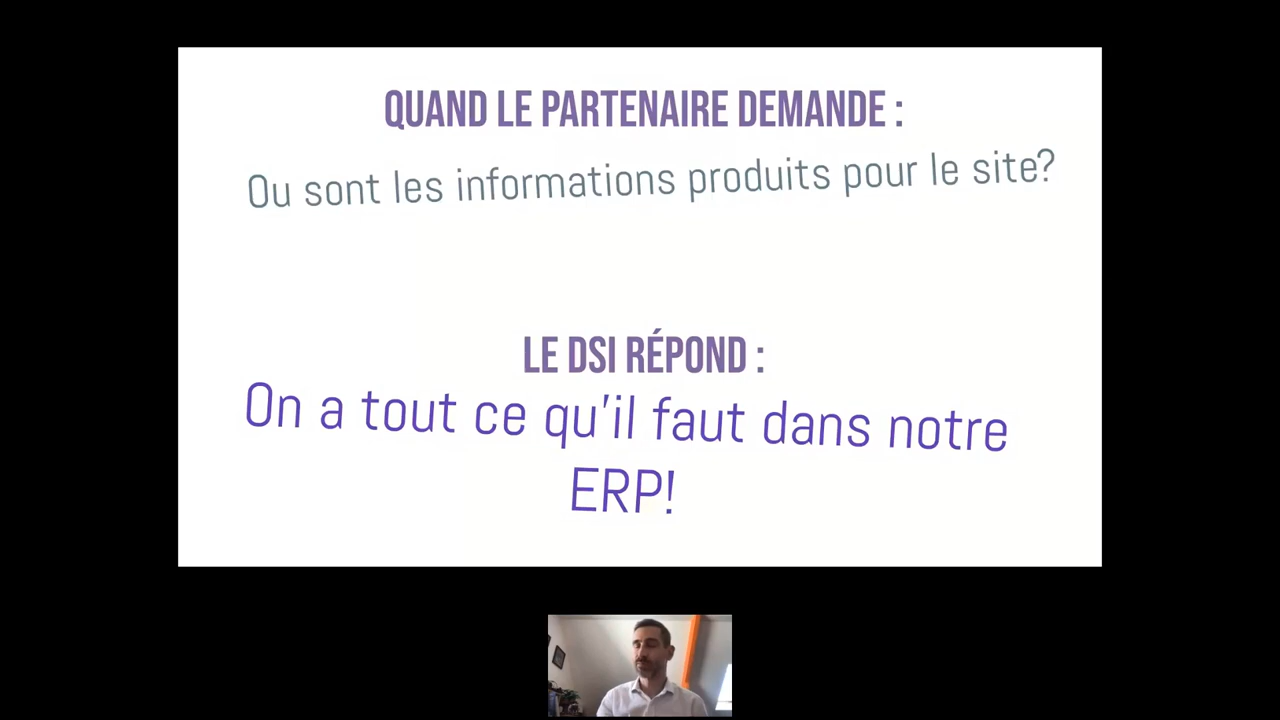 QUAND LE PARTENAIRE DEMANDE :
Ou sont les informations produits pour le site?
LE DSI RÉPOND :
On a tout ce qu'il faut dans notre
ERP!